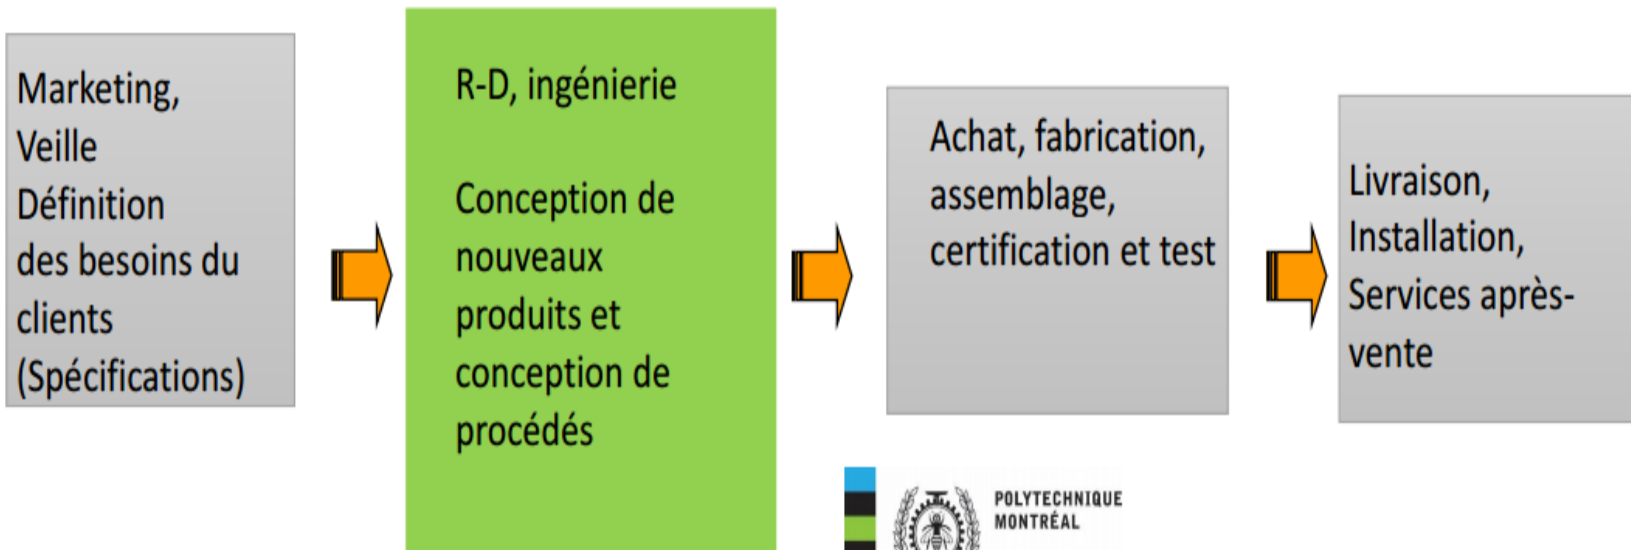 Marketing,
Veille
Définition
des besoins du
clients
(Spécifications)
R-D, ingénierie
Conception de
nouveaux
produits et
conception de
procédés
Achat, fabrication,
assemblage,
certification et test
Livraison,
Installation,
Services après-
vente
POLYTECHNIQUE
MONTRÉAL